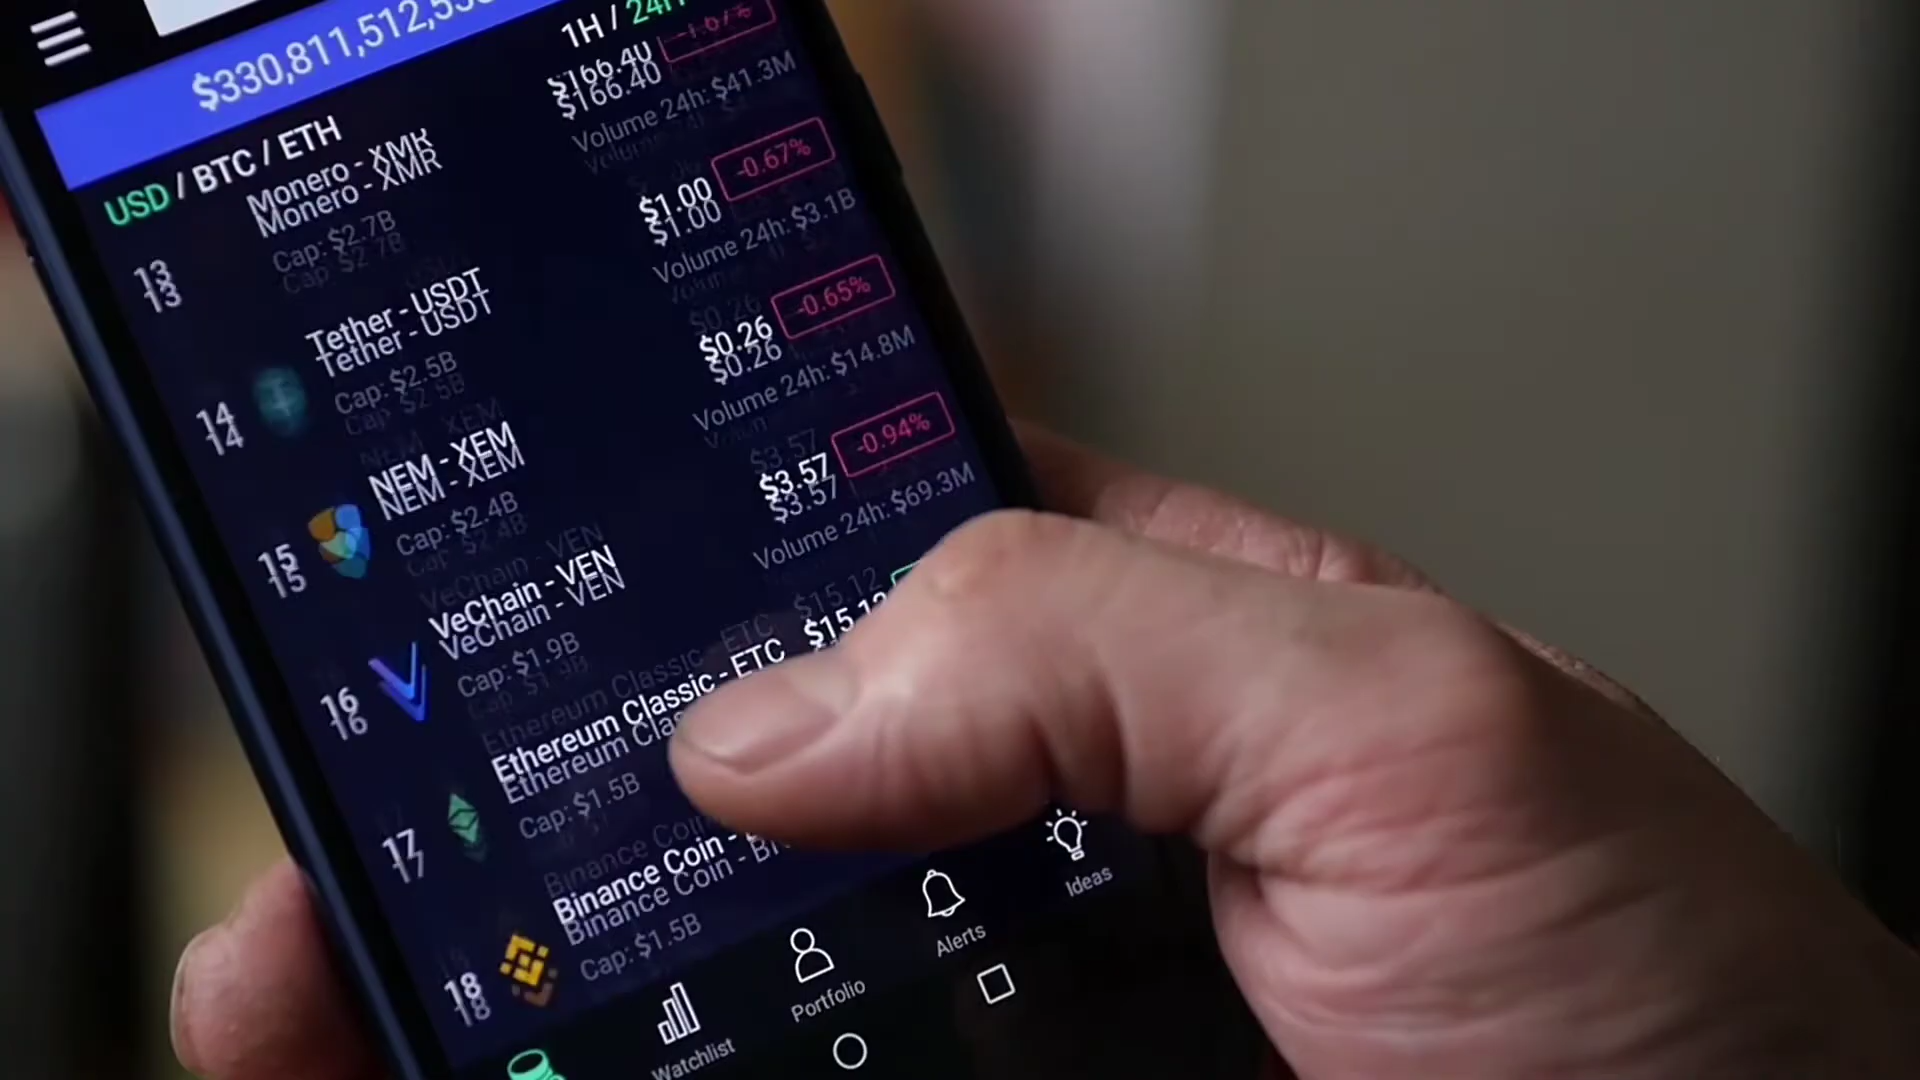 $330,811,512,53
USD / BTC / ETH
1H / 24H
13
Monero - XMR
Cap: $2.7B
$166.40
-1.67%
Volume 24h: $41.3M
14
Tether - USDT
Cap: $2.5B
$1.00
-0.67%
Volume 24h: $3.1B
15
NEM - XEM
Cap: $2.4B
$0.26
-0.65%
Volume 24h: $14.8M
16
VeChain - VEN
Cap: $1.9B
$3.57
-0.94%
Volume 24h: $69.3M
17
Ethereum Classic - ETC
Cap: $1.5B
$15.12
18
Binance Coin -
Cap: $1.5B
Watchlist
Portfolio
Alerts
Ideas